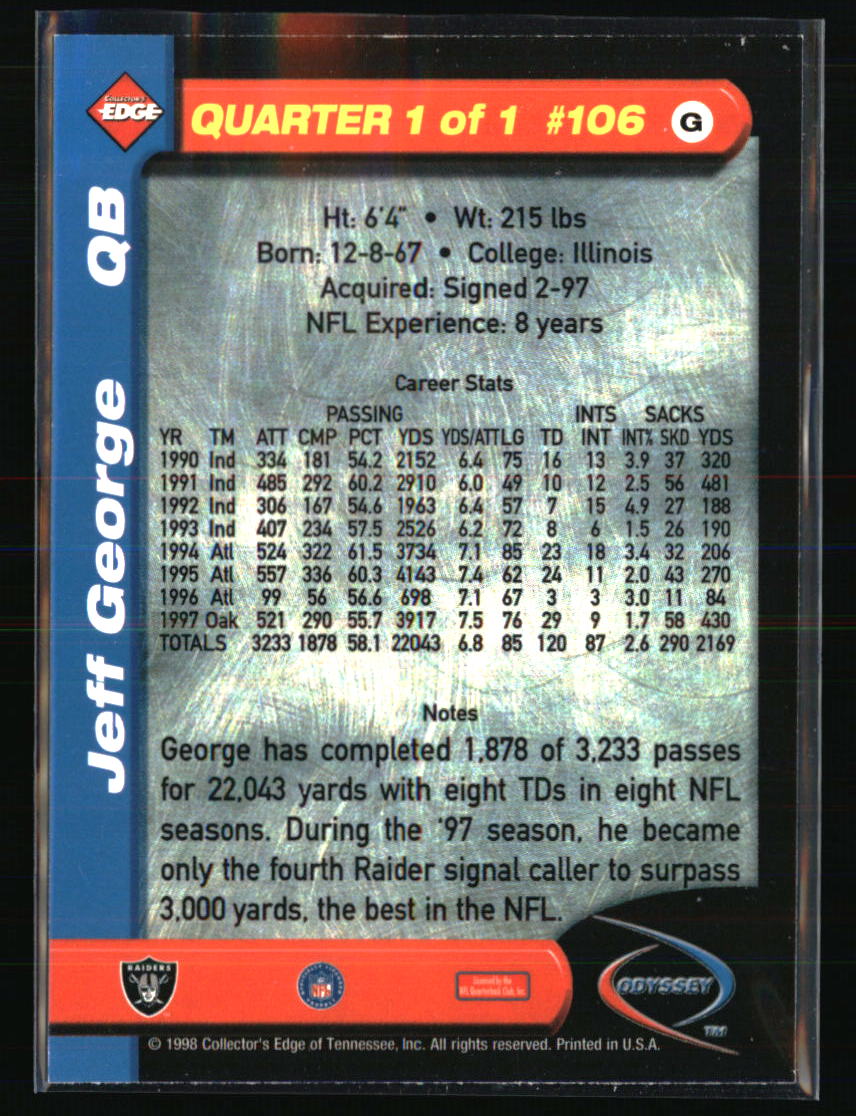 COLLECTOR'S
EDGE
QUARTER 1 of 1 #106 G
Jeff George QB
Ht: 6'4" • Wt: 215 lbs
Born: 12-8-67 • College: Illinois
Acquired: Signed 2-97
NFL Experience: 8 years
Career Stats
PASSING INTS SACKS
YR TM ATT CMP PCT YDS YDS/ATT LG TD INT INT% SKD YDS
1990 Ind 334 181 54.2 2152 6.4 75 16 13 3.9 37 320
1991 Ind 485 292 60.2 2910 6.0 49 10 12 2.5 56 481
1992 Ind 306 167 54.6 1963 6.4 57 7 15 4.9 27 188
1993 Ind 407 234 57.5 2526 6.2 72 8 6 1.5 26 190
1994 Atl 524 322 61.5 3734 7.1 85 23 18 3.4 32 206
1995 Atl 557 336 60.3 4143 7.4 62 24 11 2.0 43 270
1996 Atl 99 56 56.6 698 7.1 67 3 3 3.0 11 84
1997 Oak 521 290 55.7 3917 7.5 76 29 9 1.7 58 430
TOTALS 3233 1878 58.1 22043 6.8 85 120 87 2.6 290 2169
Notes
George has completed 1,878 of 3,233 passes
for 22,043 yards with eight TDs in eight NFL
seasons. During the '97 season, he became
only the fourth Raider signal caller to surpass
3,000 yards, the best in the NFL.
RAIDERS
NFL
Licensed by the
NFL Quarterback Club, Inc.
ODYSSEY
TM
© 1998 Collector's Edge of Tennessee, Inc. All rights reserved. Printed in U.S.A.